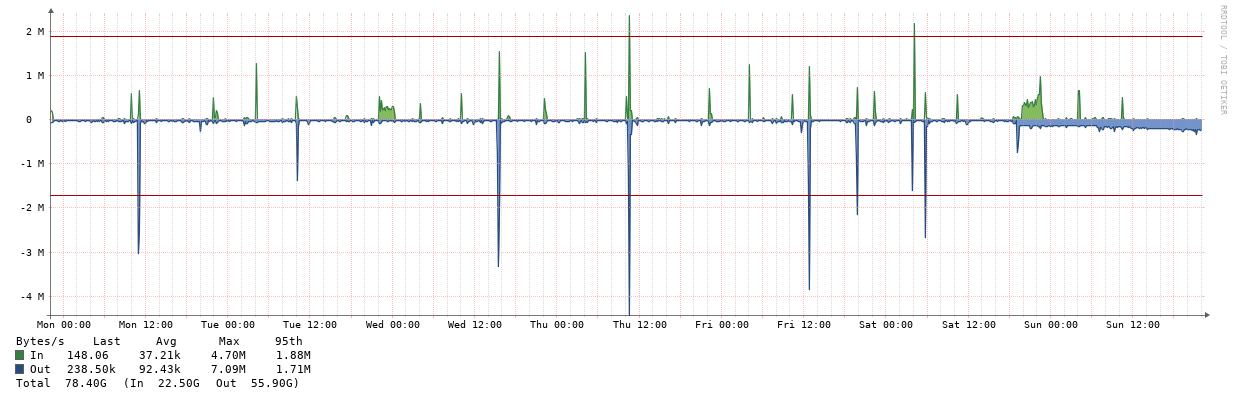 RRDTOOL / TOBI OETIKER
2 M
1 M
0
-1 M
-2 M
-3 M
-4 M
Mon 00:00 Mon 12:00 Tue 00:00 Tue 12:00 Wed 00:00 Wed 12:00 Thu 00:00 Thu 12:00 Fri 00:00 Fri 12:00 Sat 00:00 Sat 12:00 Sun 00:00 Sun 12:00
Bytes/s Last Avg Max 95th
In 148.06 37.21k 4.70M 1.88M
Out 238.50k 92.43k 7.09M 1.71M
Total 78.40G (In 22.50G Out 55.90G)